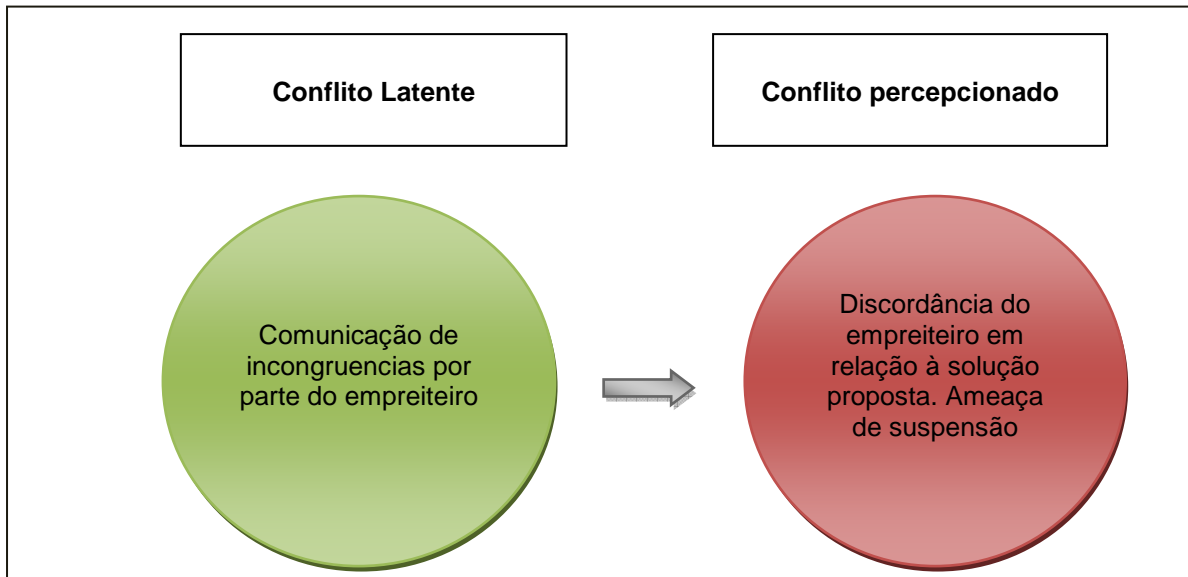 Conflito Latente
Conflito percepcionado
Comunicação de
incongruencias por
parte do empreiteiro
Discordância do
empreiteiro em
relação à solução
proposta. Ameaça
de suspensão